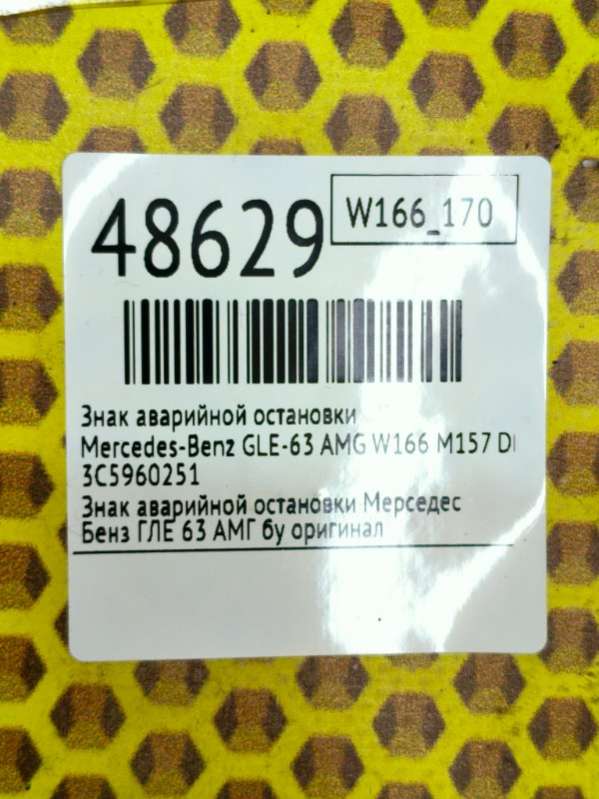 48629
W166_170
Знак аварийной остановки
Mercedes-Benz GLE-63 AMG W166 M157 DI
3C5960251
Знак аварийной остановки Мерседес
Бенз ГЛЕ 63 АМГ бу оригинал